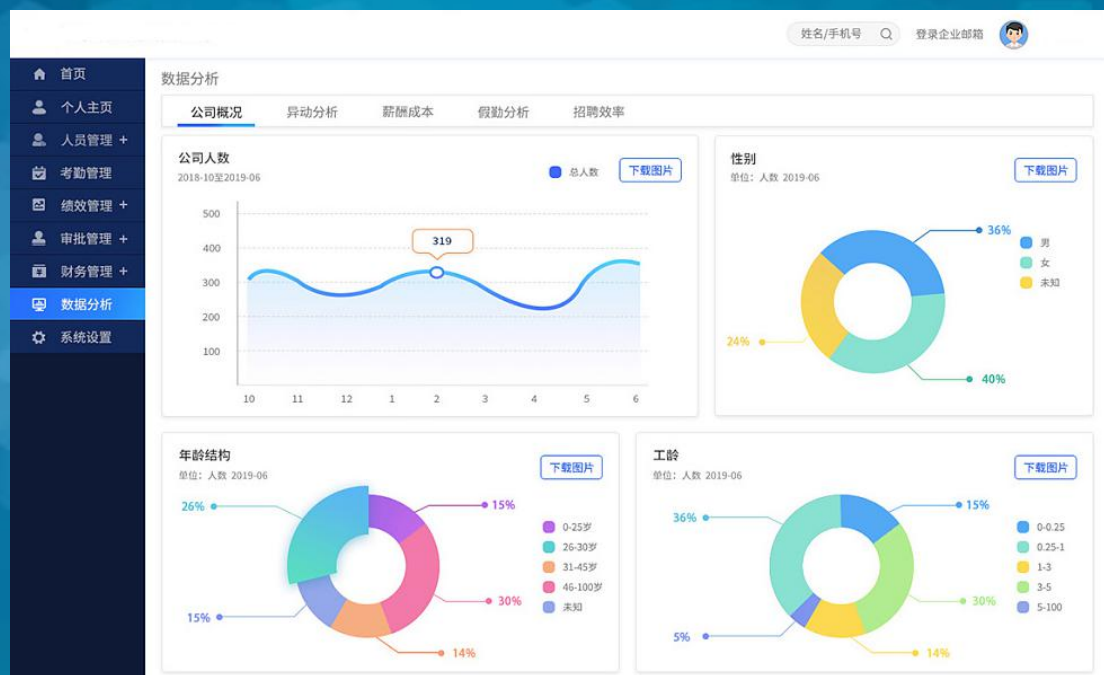 姓名/手机号
登录企业邮箱
首页
个人主页
人员管理 +
考勤管理
绩效管理 +
审批管理 +
财务管理 +
数据分析
系统设置
数据分析
公司概况 异动分析 薪酬成本 假勤分析 招聘效率
公司人数
2018-10至2019-06
总人数
下载图片
500
400
300
200
100
319
10 11 12 1 2 3 4 5 6
性别
单位：人数 2019-06
下载图片
36%
男
女
未知
24%
40%
年龄结构
单位：人数 2019-06
下载图片
26%
15%
0-25岁
26-30岁
31-45岁
46-100岁
未知
30%
15%
14%
工龄
单位：人数 2019-06
下载图片
36%
15%
0-0.25
0.25-1
1-3
3-5
5-100
30%
5%
14%